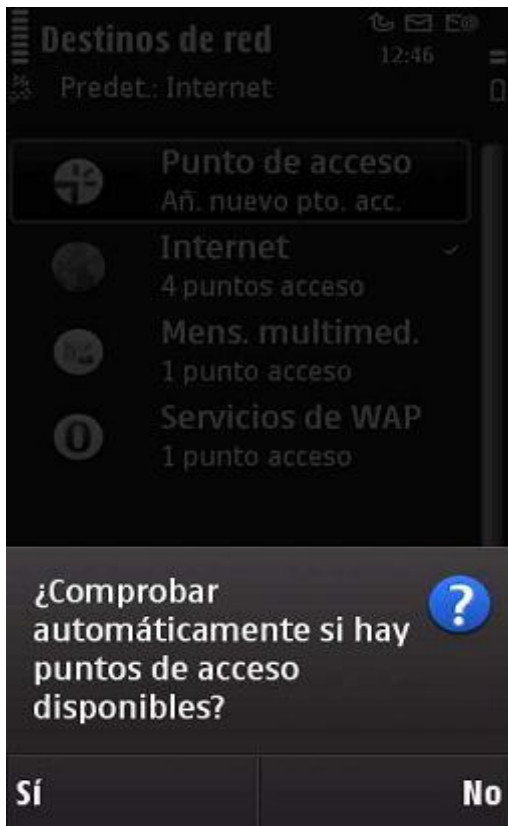 Destinos de red
12:46
Predet.: Internet
Punto de acceso
Añ. nuevo pto. acc.
Internet
4 puntos acceso
Mens. multimed.
1 punto acceso
Servicios de WAP
1 punto acceso
¿Comprobar
automáticamente si hay
puntos de acceso
disponibles?
Sí
No